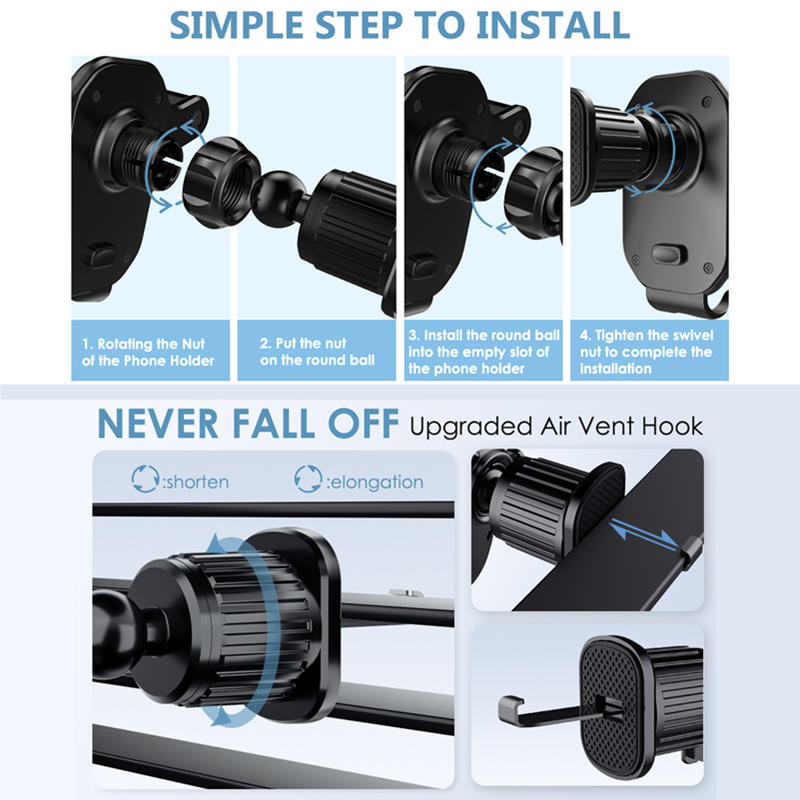 SIMPLE STEP TO INSTALL
1. Rotating the Nut
of the Phone Holder
2. Put the nut
on the round ball
3. Install the round ball
into the empty slot of
the phone holder
4. Tighten the swivel
nut to complete the
installation
NEVER FALL OFF Upgraded Air Vent Hook
:shorten
:elongation